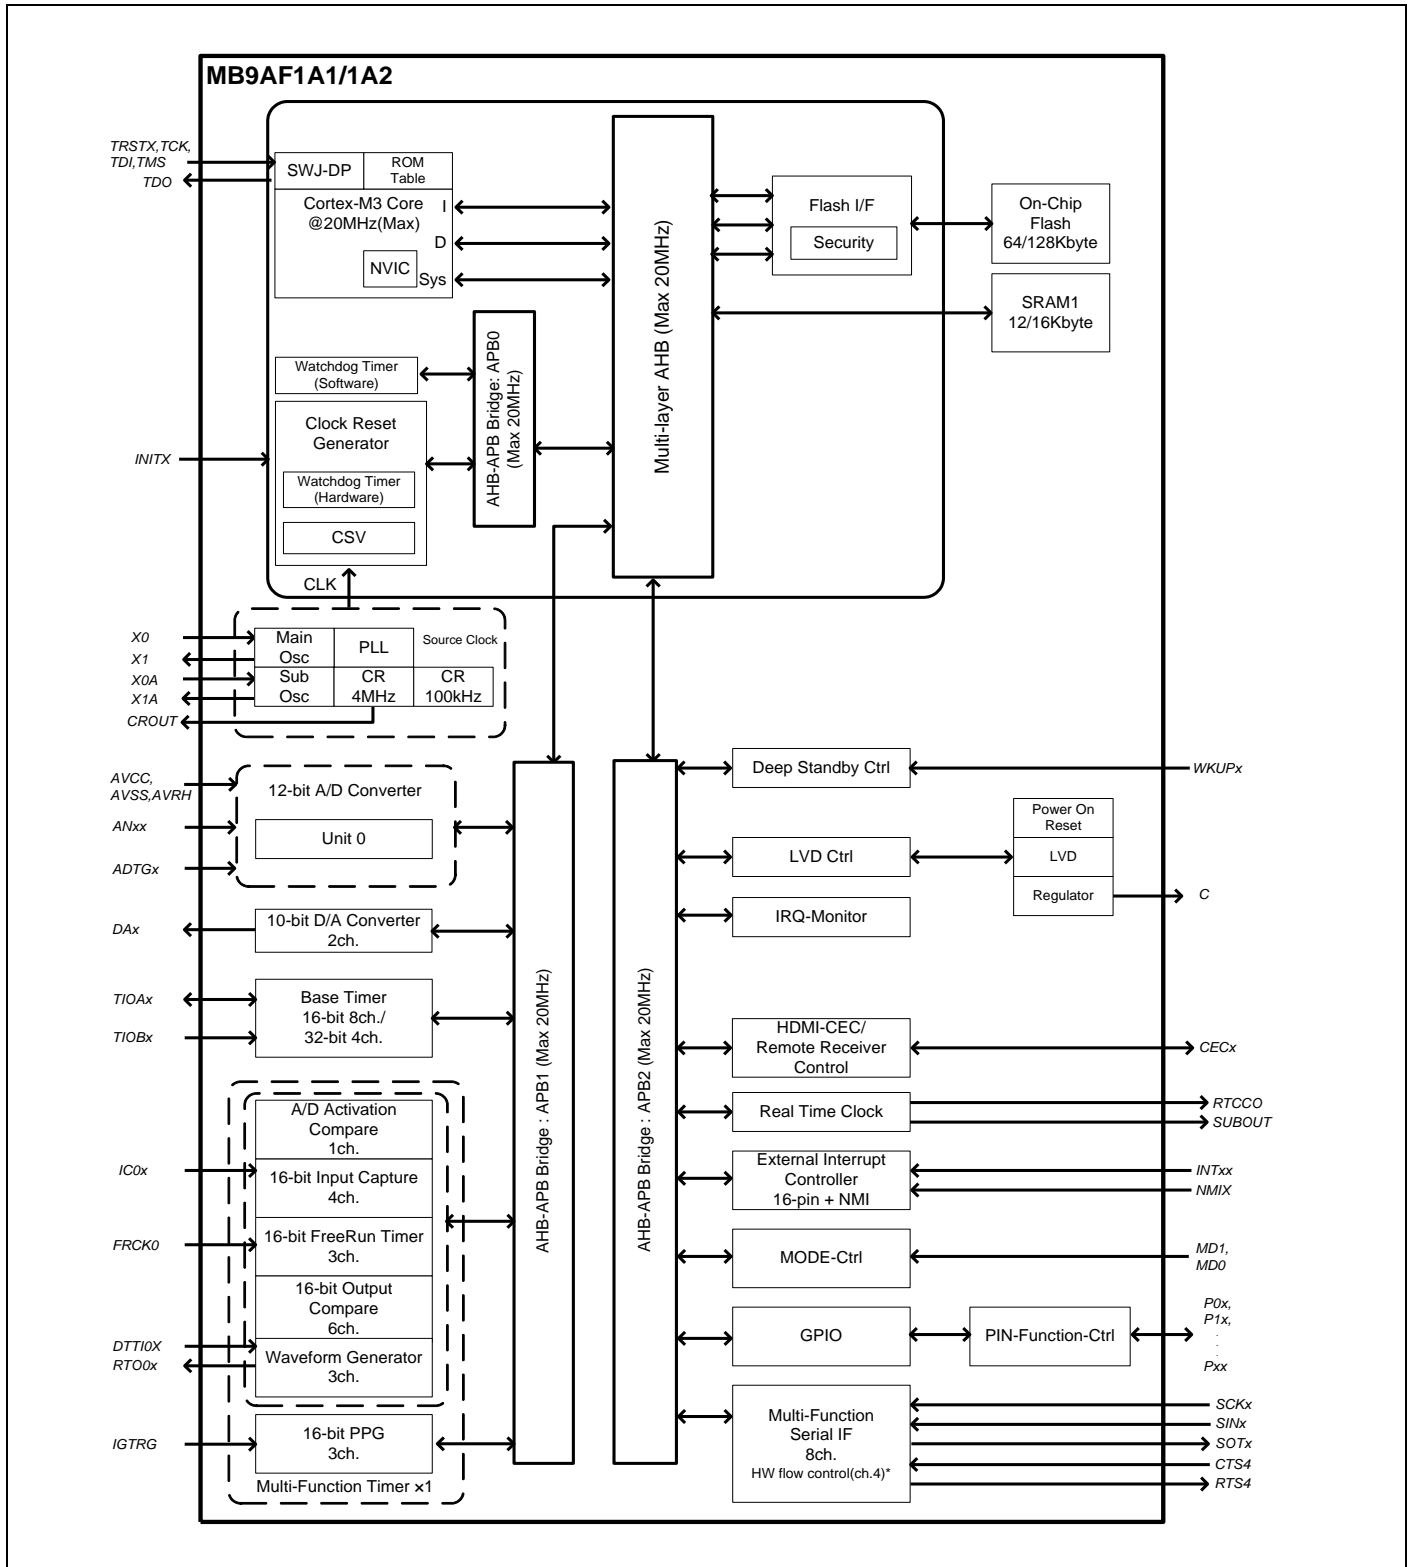 MB9AF1A1/1A2
TRSTX,TCK,
TDI,TMS
TDO
SWJ-DP
ROM
Table
Cortex-M3 Core
@20MHz(Max)
I
D
Sys
NVIC
Multi-layer AHB (Max 20MHz)
Flash I/F
Security
On-Chip
Flash
64/128Kbyte
SRAM1
12/16Kbyte
AHB-APB Bridge: APB0
(Max 20MHz)
Watchdog Timer
(Software)
Clock Reset
Generator
Watchdog Timer
(Hardware)
CSV
INITX
CLK
X0
X1
X0A
X1A
CROUT
Main
Osc
PLL
Source Clock
Sub
Osc
CR
4MHz
CR
100kHz
AVCC,
AVSS,AVRH
ANxx
ADTGx
12-bit A/D Converter
Unit 0
DAx
10-bit D/A Converter
2ch.
TIOAx
TIOBx
Base Timer
16-bit 8ch./
32-bit 4ch.
A/D Activation
Compare
1ch.
IC0x
16-bit Input Capture
4ch.
FRCK0
16-bit FreeRun Timer
3ch.
16-bit Output
Compare
6ch.
DTTI0X
RTO0x
Waveform Generator
3ch.
IGTRG
16-bit PPG
3ch.
Multi-Function Timer ×1
AHB-APB Bridge : APB1 (Max 20MHz)
AHB-APB Bridge : APB2 (Max 20MHz)
Deep Standby Ctrl
WKUPx
LVD Ctrl
Power On
Reset
LVD
Regulator
C
IRQ-Monitor
HDMI-CEC/
Remote Receiver
Control
CECx
Real Time Clock
RTCCO
SUBOUT
External Interrupt
Controller
16-pin + NMI
INTxx
NMIX
MODE-Ctrl
MD1,
MD0
GPIO
PIN-Function-Ctrl
P0x,
P1x,
.
.
Pxx
Multi-Function
Serial IF
8ch.
HW flow control(ch.4)*
SCKx
SINx
SOTx
CTS4
RTS4